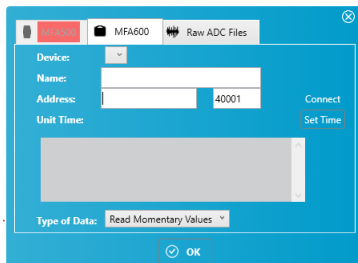 MFA500 MFA600 Raw ADC Files
Device:
Name:
Address: 40001 Connect
Unit Time: Set Time
Type of Data: Read Momentary Values
OK